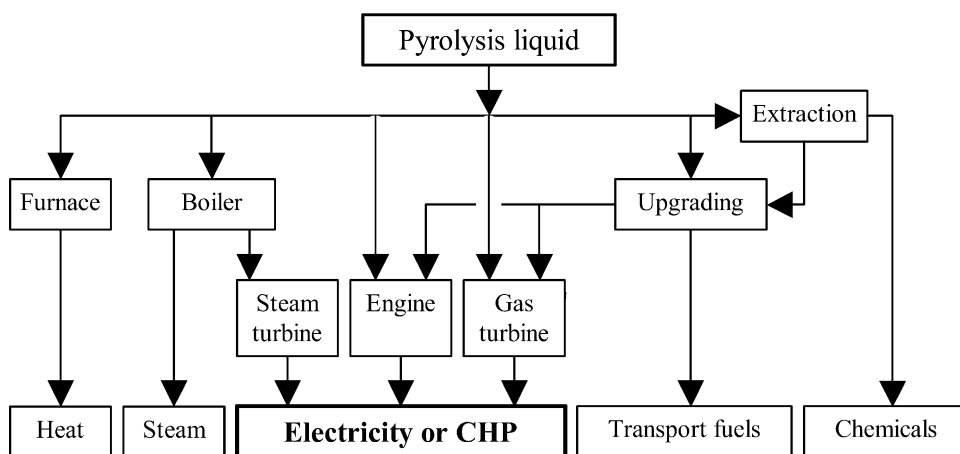 Pyrolysis liquid
Extraction
Furnace
Boiler
Upgrading
Steam
turbine
Engine
Gas
turbine
Heat
Steam
Electricity or CHP
Transport fuels
Chemicals